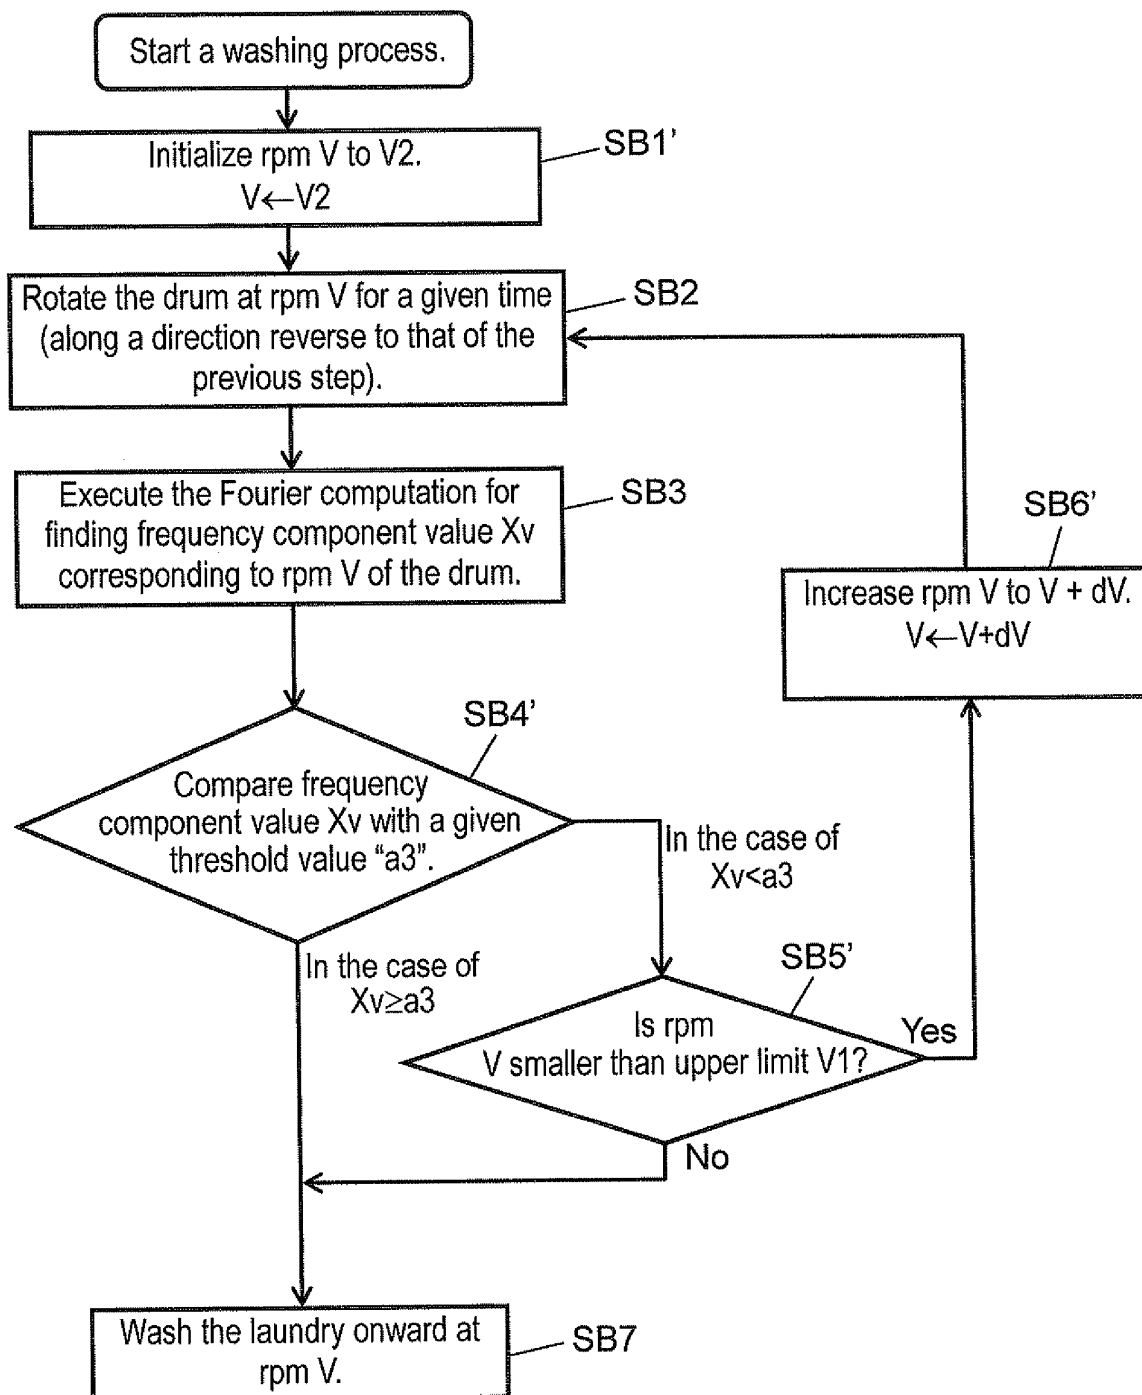 Start a washing process.
SB1’
Initialize rpm V to V2.
V←V2
SB2
Rotate the drum at rpm V for a given time
(along a direction reverse to that of the
previous step).
SB3
Execute the Fourier computation for
finding frequency component value Xv
corresponding to rpm V of the drum.
SB6’
Increase rpm V to V + dV.
V←V+dV
SB4’
Compare frequency
component value Xv with a given
threshold value “a3”.
In the case of
Xv<a3
In the case of
Xv≥a3
SB5’
Is rpm
V smaller than upper limit V1?
Yes
No
Wash the laundry onward at
rpm V.
SB7